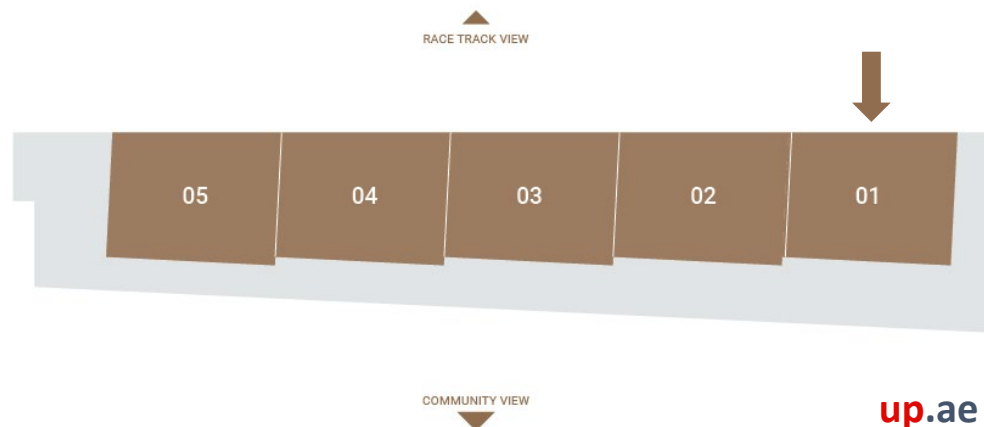 RACE TRACK VIEW
05 04 03 02 01
COMMUNITY VIEW
up.ae